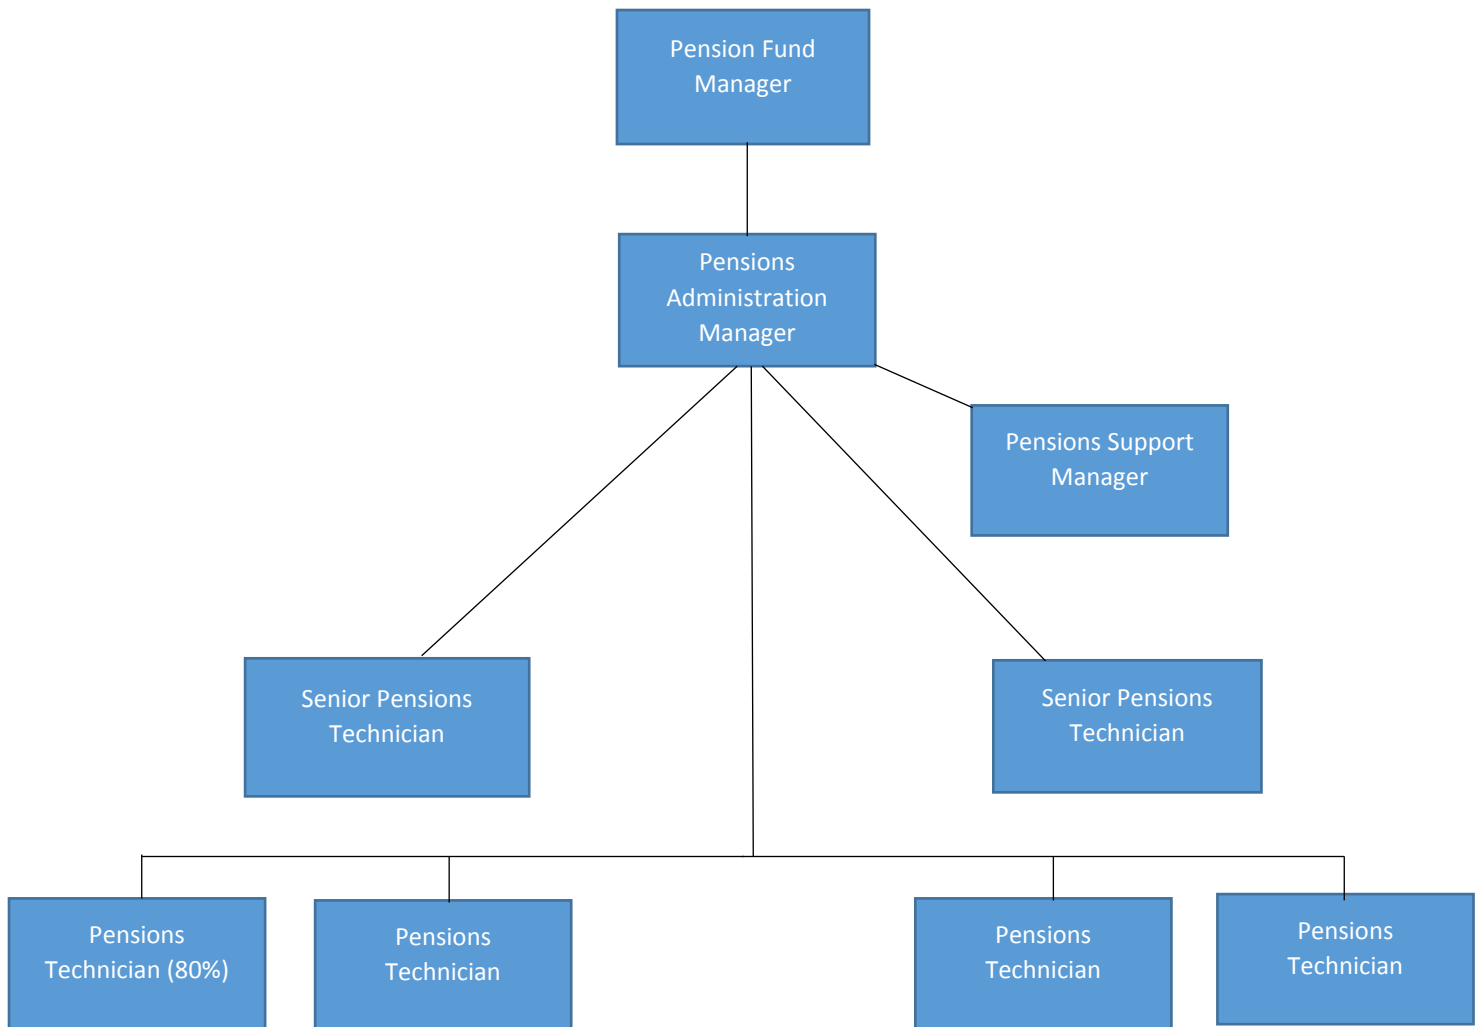 Pension Fund
Manager
Pensions
Administration
Manager
Pensions Support
Manager
Senior Pensions
Technician
Senior Pensions
Technician
Pensions
Technician (80%)
Pensions
Technician
Pensions
Technician
Pensions
Technician